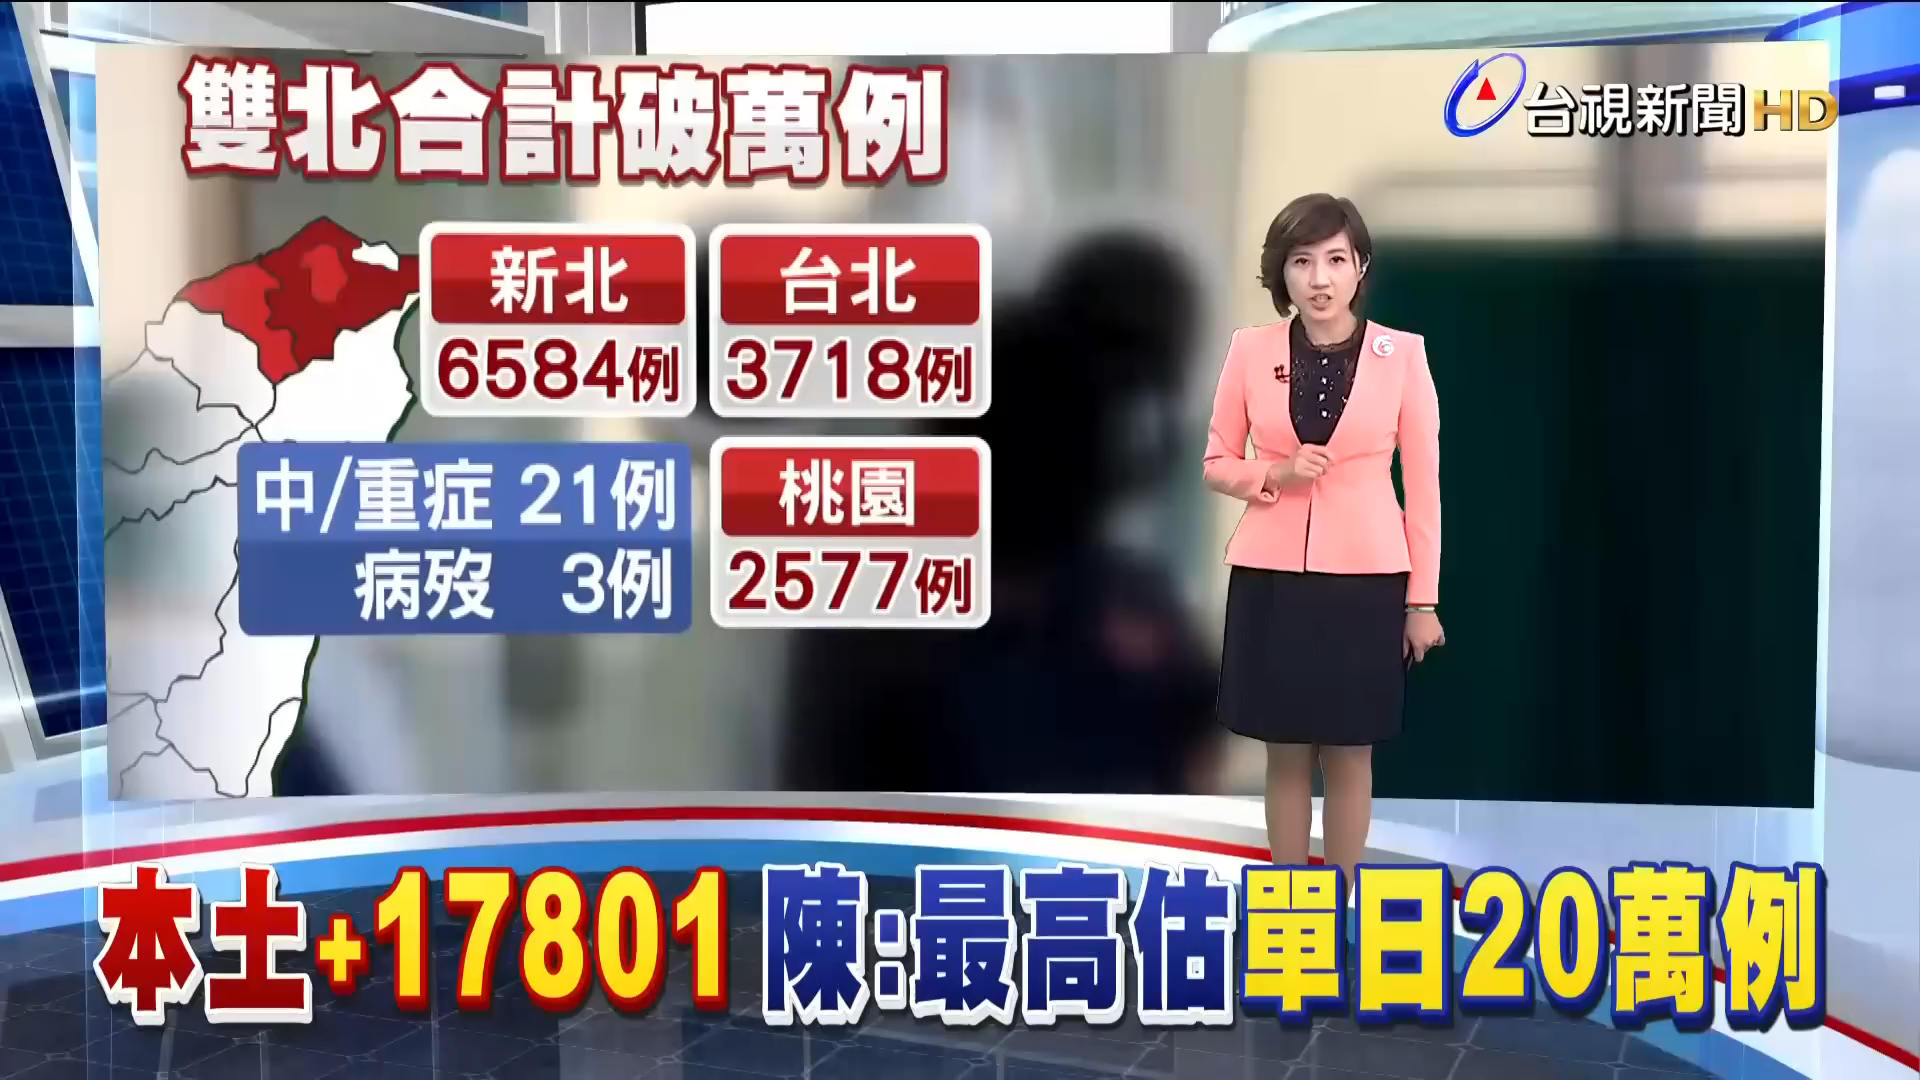 雙北合計破萬例
台視新聞HD
新北
6584例
台北
3718例
中/重症 21例
病歿 3例
桃園
2577例
本土+17801 陳:最高估單日20萬例